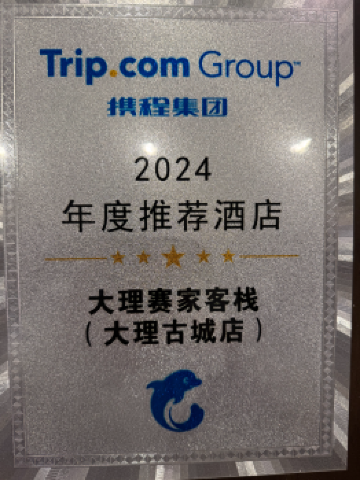 Trip.com Group™
携程集团
2024
年度推荐酒店
大理赛家客栈
（大理古城店）